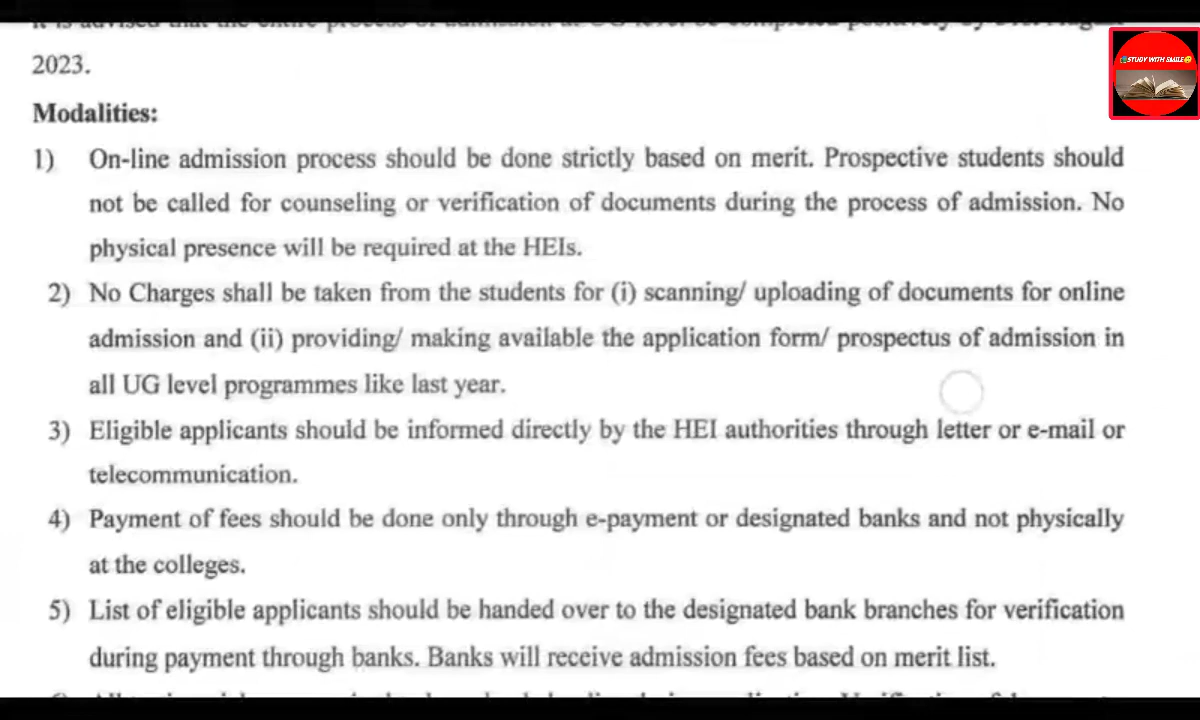 2023.
STUDY WITH SMILE
Modalities:
1) On-line admission process should be done strictly based on merit. Prospective students should
not be called for counseling or verification of documents during the process of admission. No
physical presence will be required at the HEIs.
2) No Charges shall be taken from the students for (i) scanning/ uploading of documents for online
admission and (ii) providing/ making available the application form/ prospectus of admission in
all UG level programmes like last year.
3) Eligible applicants should be informed directly by the HEI authorities through letter or e-mail or
telecommunication.
4) Payment of fees should be done only through e-payment or designated banks and not physically
at the colleges.
5) List of eligible applicants should be handed over to the designated bank branches for verification
during payment through banks. Banks will receive admission fees based on merit list.